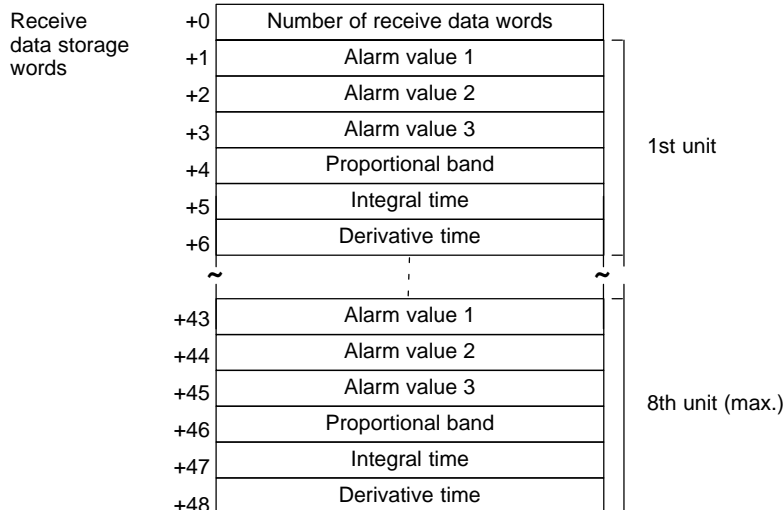 Receive
data storage
words
+0 Number of receive data words
+1 Alarm value 1
+2 Alarm value 2
+3 Alarm value 3
+4 Proportional band
+5 Integral time
+6 Derivative time
1st unit
~ ~
+43 Alarm value 1
+44 Alarm value 2
+45 Alarm value 3
+46 Proportional band
+47 Integral time
+48 Derivative time
8th unit (max.)